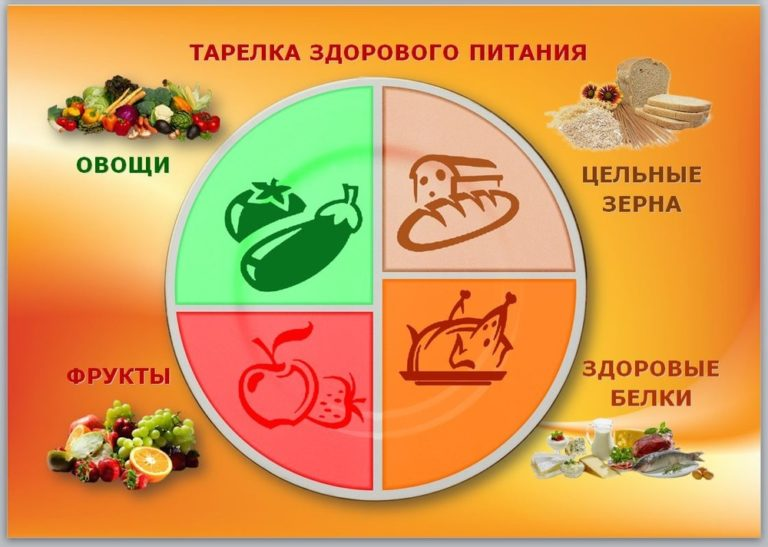 ТАРЕЛКА ЗДОРОВОГО ПИТАНИЯ
ОВОЩИ
ЦЕЛЬНЫЕ
ЗЕРНА
ФРУКТЫ
ЗДОРОВЫЕ
БЕЛКИ